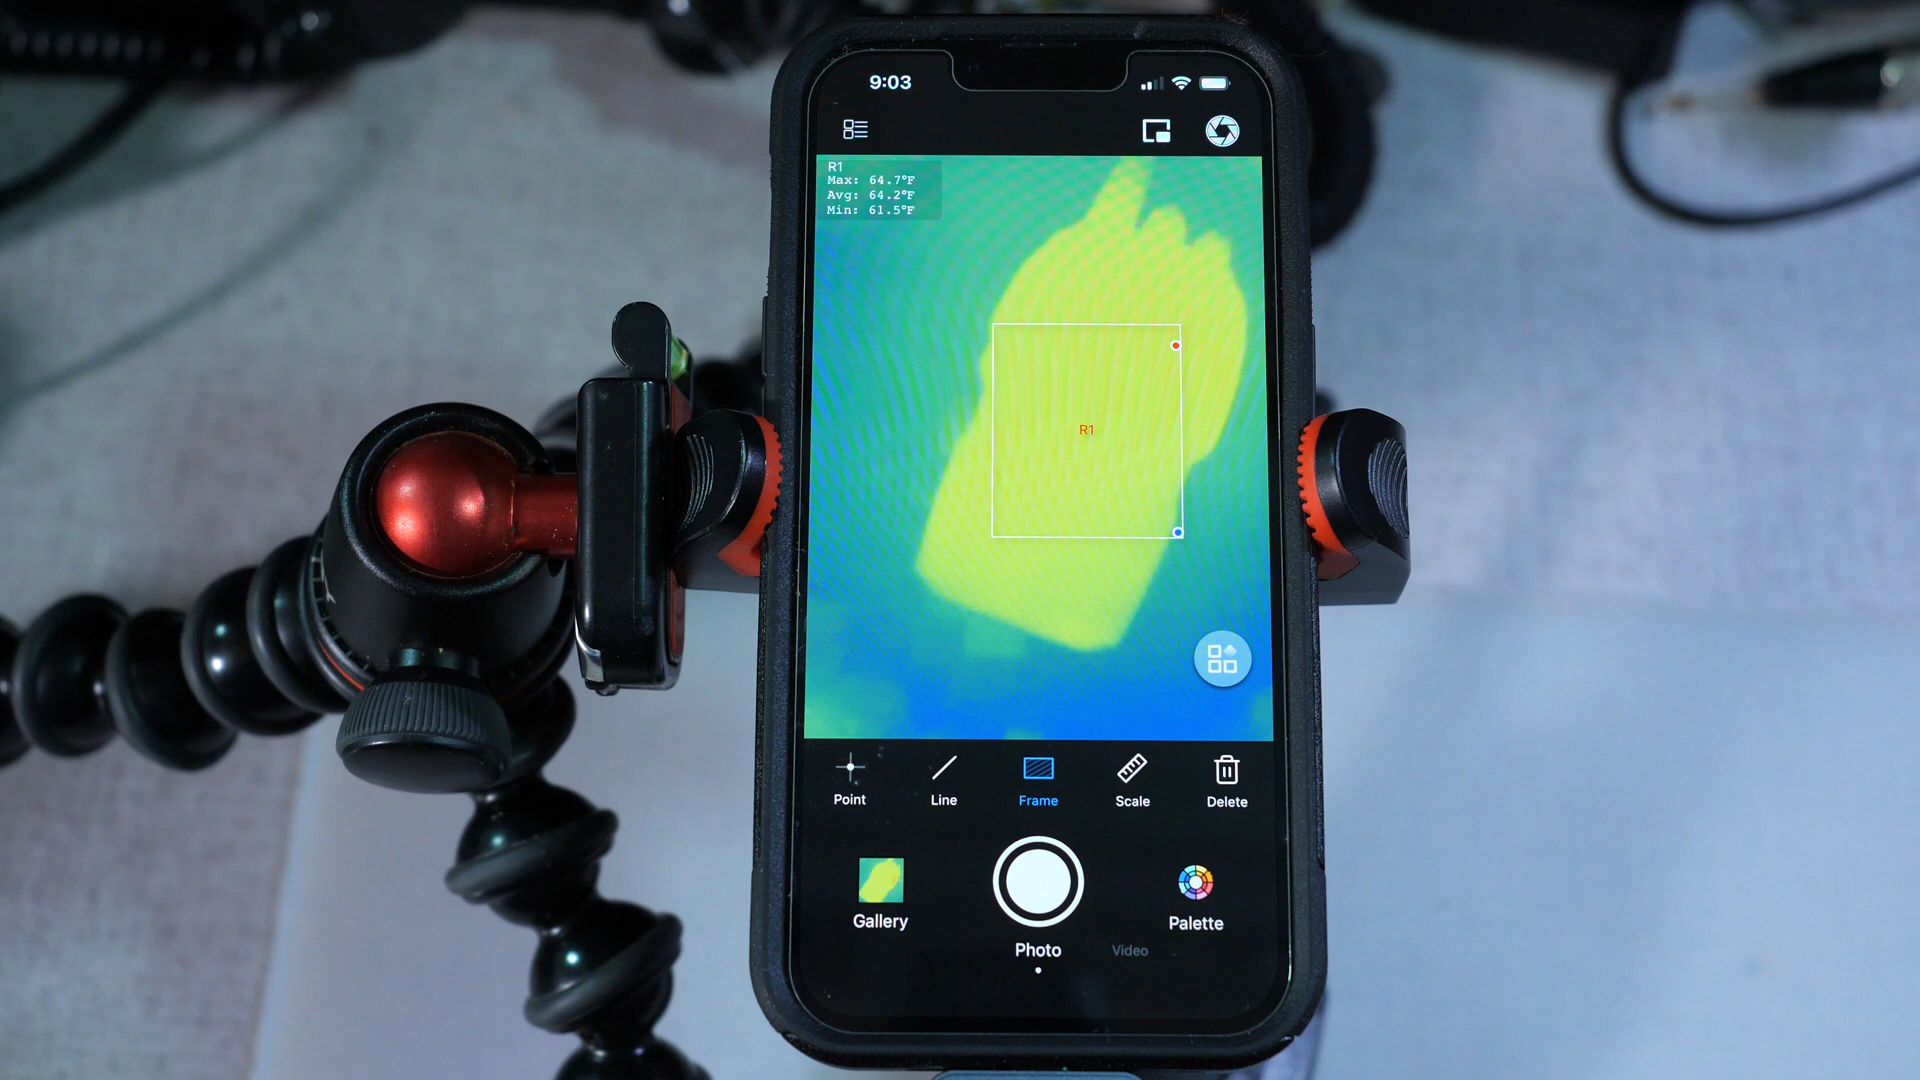 9:03
R1
Max: 64.7°F
Avg: 64.2°F
Min: 61.5°F
R1
Point
Line
Frame
Scale
Delete
Gallery
Photo
Video
Palette